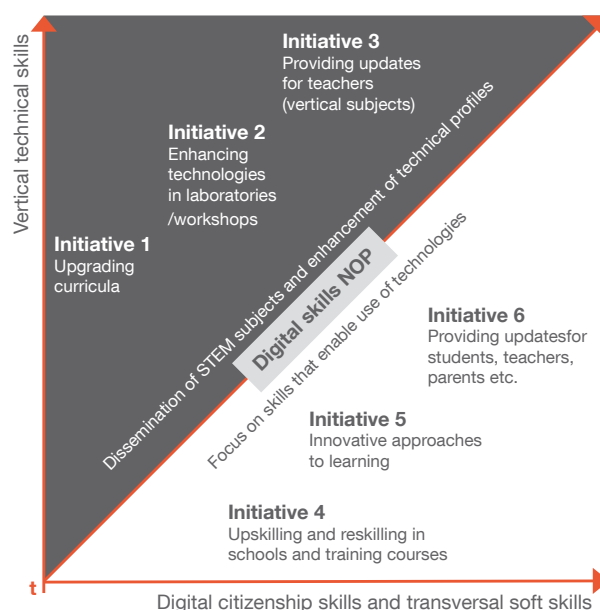 Vertical technical skills
Initiative 3
Providing updates
for teachers
(vertical subjects)
Initiative 2
Enhancing
technologies
in laboratories
/workshops
Initiative 1
Upgrading
curricula
Dissemination of STEM subjects and enhancement of technical profiles
Digital skills NOP
Focus on skills that enable use of technologies
Initiative 6
Providing updatesfor
students, teachers,
parents etc.
Initiative 5
Innovative approaches
to learning
Initiative 4
Upskilling and reskilling in
schools and training courses
t
Digital citizenship skills and transversal soft skills